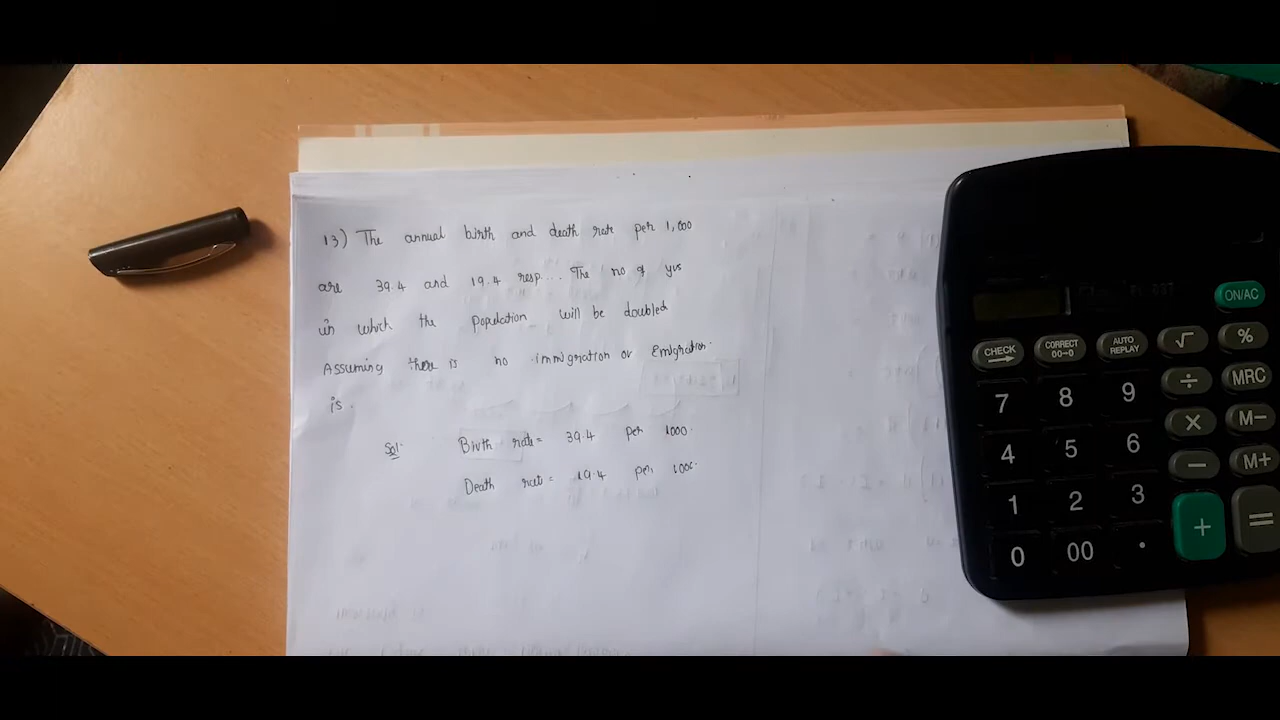 13) The annual birth and death rate per 1,000
are 39.4 and 19.4 resp.... The no of yrs
in which the population will be doubled
Assuming there is no immigration or Emigration.
is.
Sol:
Birth rate = 39.4 per 1000.
Death rate = 19.4 per 1000.
ON/AC
CHECK
CORRECT
00→0
AUTO
REPLAY
√
%
7
8
9
÷
MRC
4
5
6
×
M−
1
2
3
−
M+
0
00
.
+
=